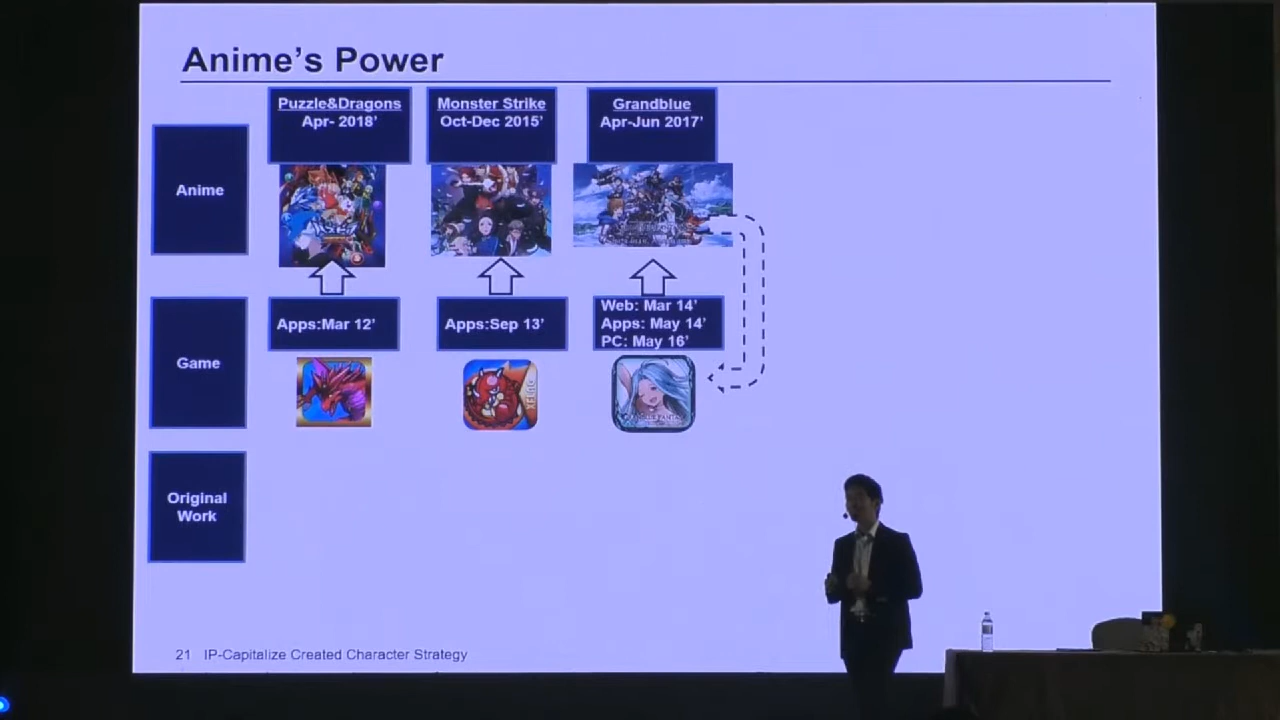 Anime's Power
Puzzle&Dragons
Apr- 2018'
Monster Strike
Oct-Dec 2015'
Grandblue
Apr-Jun 2017'
Anime
Game
Apps:Mar 12'
Apps:Sep 13'
Web: Mar 14'
Apps: May 14'
PC: May 16'
Original
Work
21 IP-Capitalize Created Character Strategy